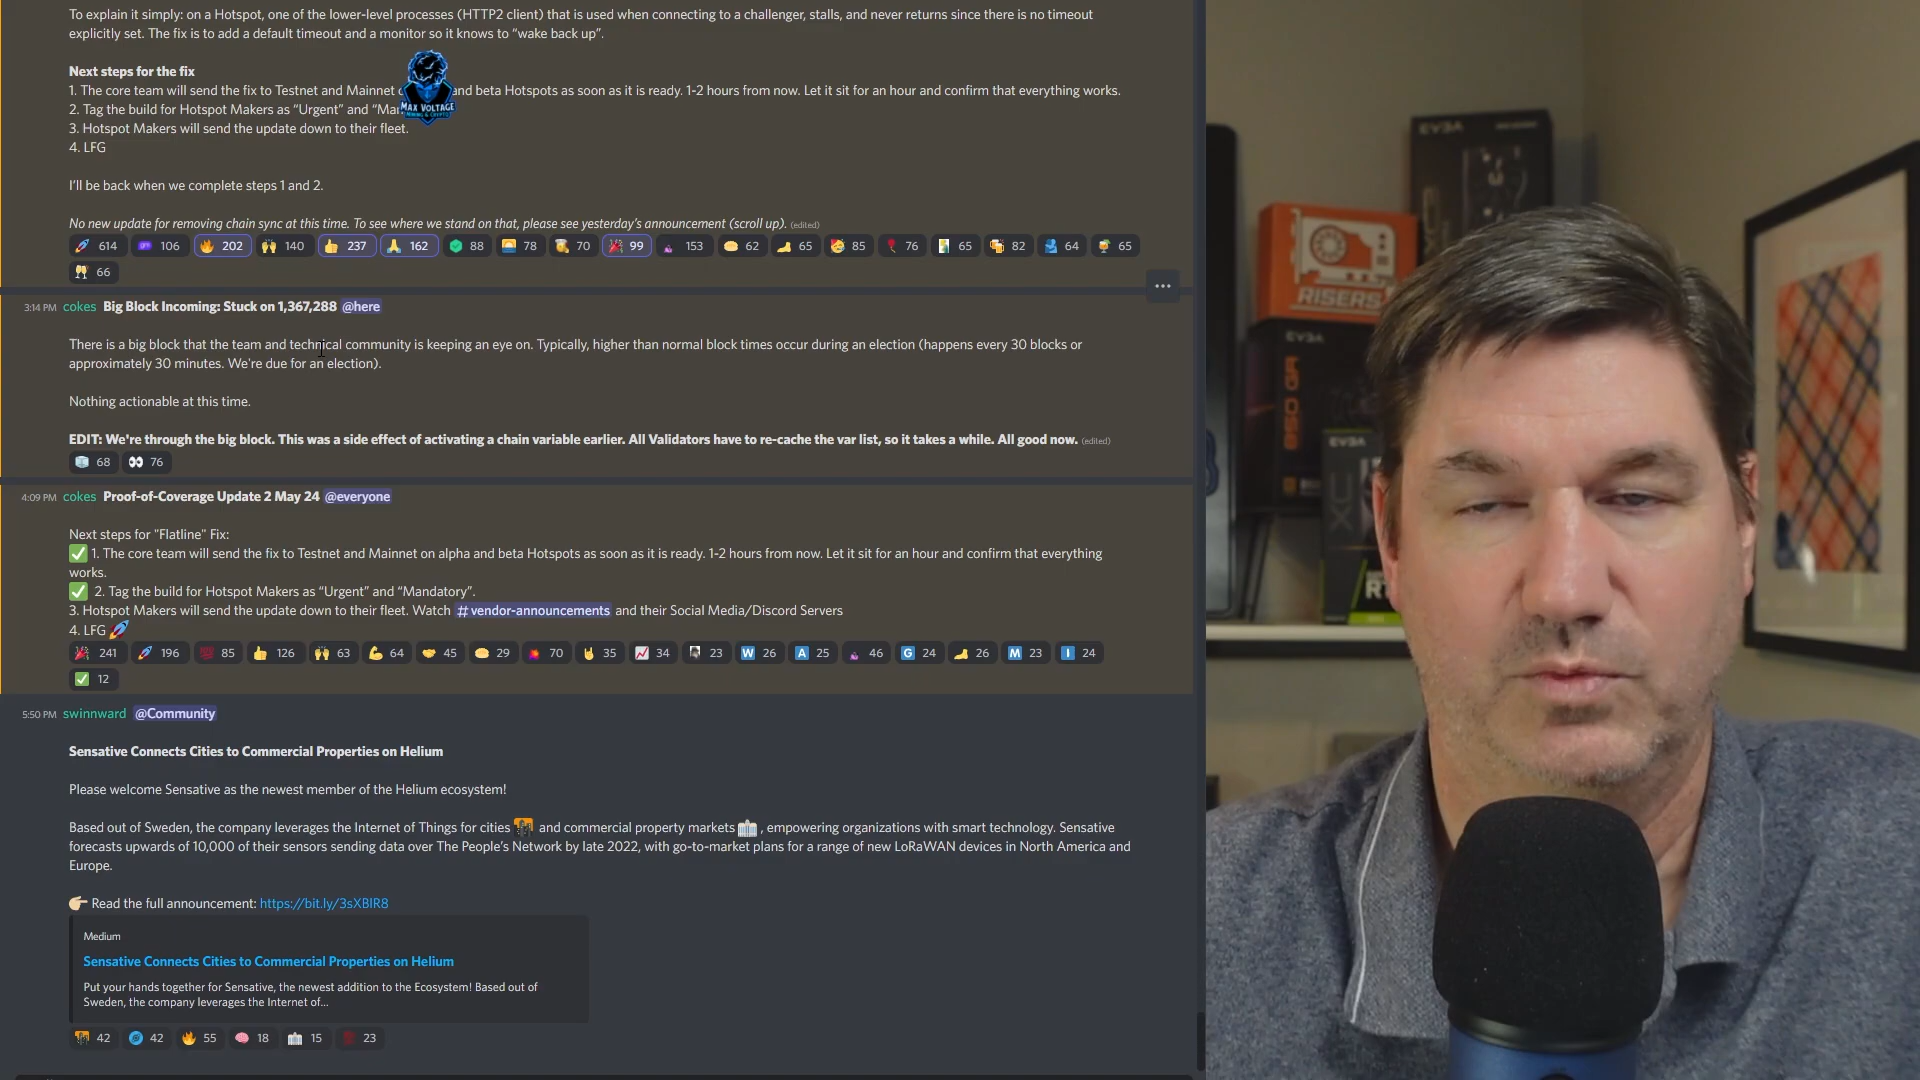 To explain it simply: on a Hotspot, one of the lower-level processes (HTTP2 client) that is used when connecting to a challenger, stalls, and never returns since there is no timeout
explicitly set. The fix is to add a default timeout and a monitor so it knows to “wake back up”.
Next steps for the fix
1. The core team will send the fix to Testnet and Mainnet and beta Hotspots as soon as it is ready. 1-2 hours from now. Let it sit for an hour and confirm that everything works.
2. Tag the build for Hotspot Makers as “Urgent” and
MAX VOLTAGE
MINING & CRYPTO
3. Hotspot Makers will send the update down to their fleet.
4. LFG
I’ll be back when we complete steps 1 and 2.
No new update for removing chain sync at this time. To see where we stand on that, please see yesterday’s announcement (scroll up). (edited)
614 106 202 140 237 162 88 78 70 99 153 62 65 85 76 65 82 64 65
66
3:14 PM cokes Big Block Incoming: Stuck on 1,367,288 @here
There is a big block that the team and technical community is keeping an eye on. Typically, higher than normal block times occur during an election (happens every 30 blocks or
approximately 30 minutes. We're due for an election).
Nothing actionable at this time.
EDIT: We're through the big block. This was a side effect of activating a chain variable earlier. All Validators have to re-cache the var list, so it takes a while. All good now. (edited)
68 76
4:09 PM cokes Proof-of-Coverage Update 2 May 24 @everyone
Next steps for "Flatline" Fix:
1. The core team will send the fix to Testnet and Mainnet on alpha and beta Hotspots as soon as it is ready. 1-2 hours from now. Let it sit for an hour and confirm that everything
works.
2. Tag the build for Hotspot Makers as “Urgent” and “Mandatory”.
3. Hotspot Makers will send the update down to their fleet. Watch # vendor-announcements and their Social Media/Discord Servers
4. LFG
241 196 85 126 63 64 45 29 70 35 34 23 W 26 A 25 46 G 24 26 M 23 I 24
12
5:50 PM swinnward @Community
Sensative Connects Cities to Commercial Properties on Helium
Please welcome Sensative as the newest member of the Helium ecosystem!
Based out of Sweden, the company leverages the Internet of Things for cities and commercial property markets , empowering organizations with smart technology. Sensative
forecasts upwards of 10,000 of their sensors sending data over The People’s Network by late 2022, with go-to-market plans for a range of new LoRaWAN devices in North America and
Europe.
Read the full announcement: https://bit.ly/3sXBIR8
Medium
Sensative Connects Cities to Commercial Properties on Helium
Put your hands together for Sensative, the newest addition to the Ecosystem! Based out of
Sweden, the company leverages the Internet of...
42 42 55 18 15 23
EVGA
RISERS
850 GA
EVGA